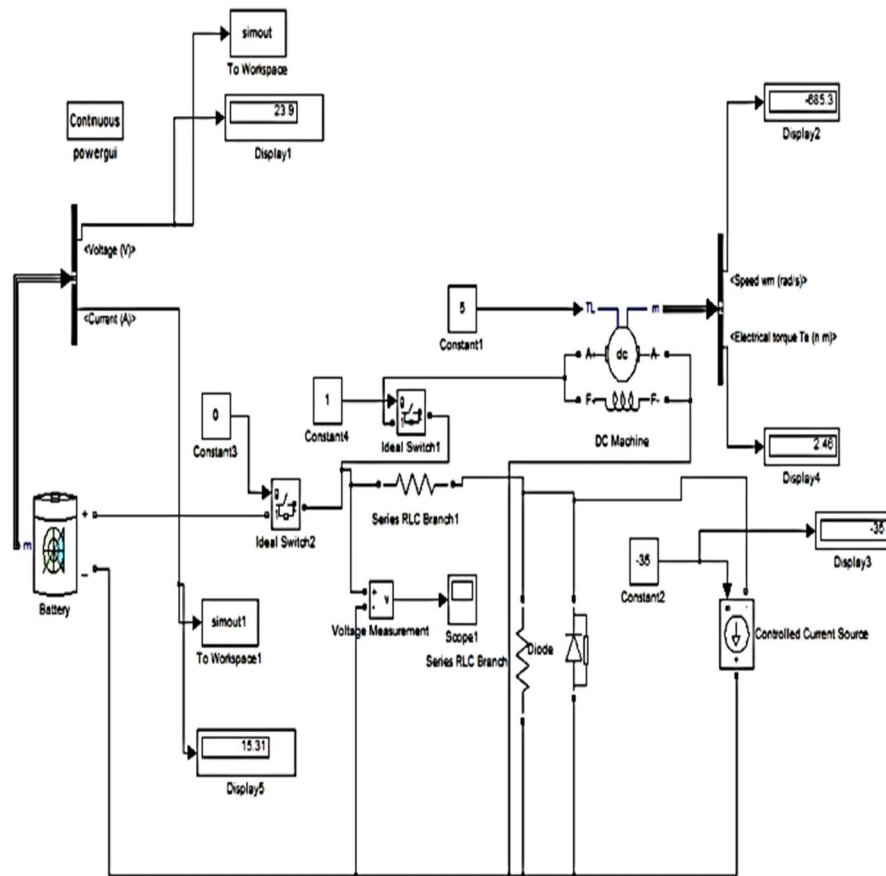 simout
To Workspace
23.9
Display1
Continuous
powergui
-685.3
Display2
<Voltage (V)>
<Current (A)>
<Speed wm (rad/s)>
<Electrical torque Te (n m)>
5
Constant1
TL
m
dc
A+
A-
F+
F-
DC Machine
2.46
Display4
1
Constant4
g
1
Ideal Switch1
0
Constant3
g
1
Ideal Switch2
Series RLC Branch1
-35
Constant2
-35
Display3
m
+
_
Battery
+
-
v
Voltage Measurement
Scope1
Series RLC Branch
Diode
-
+
Controlled Current Source
simout1
To Workspace1
15.31
Display5